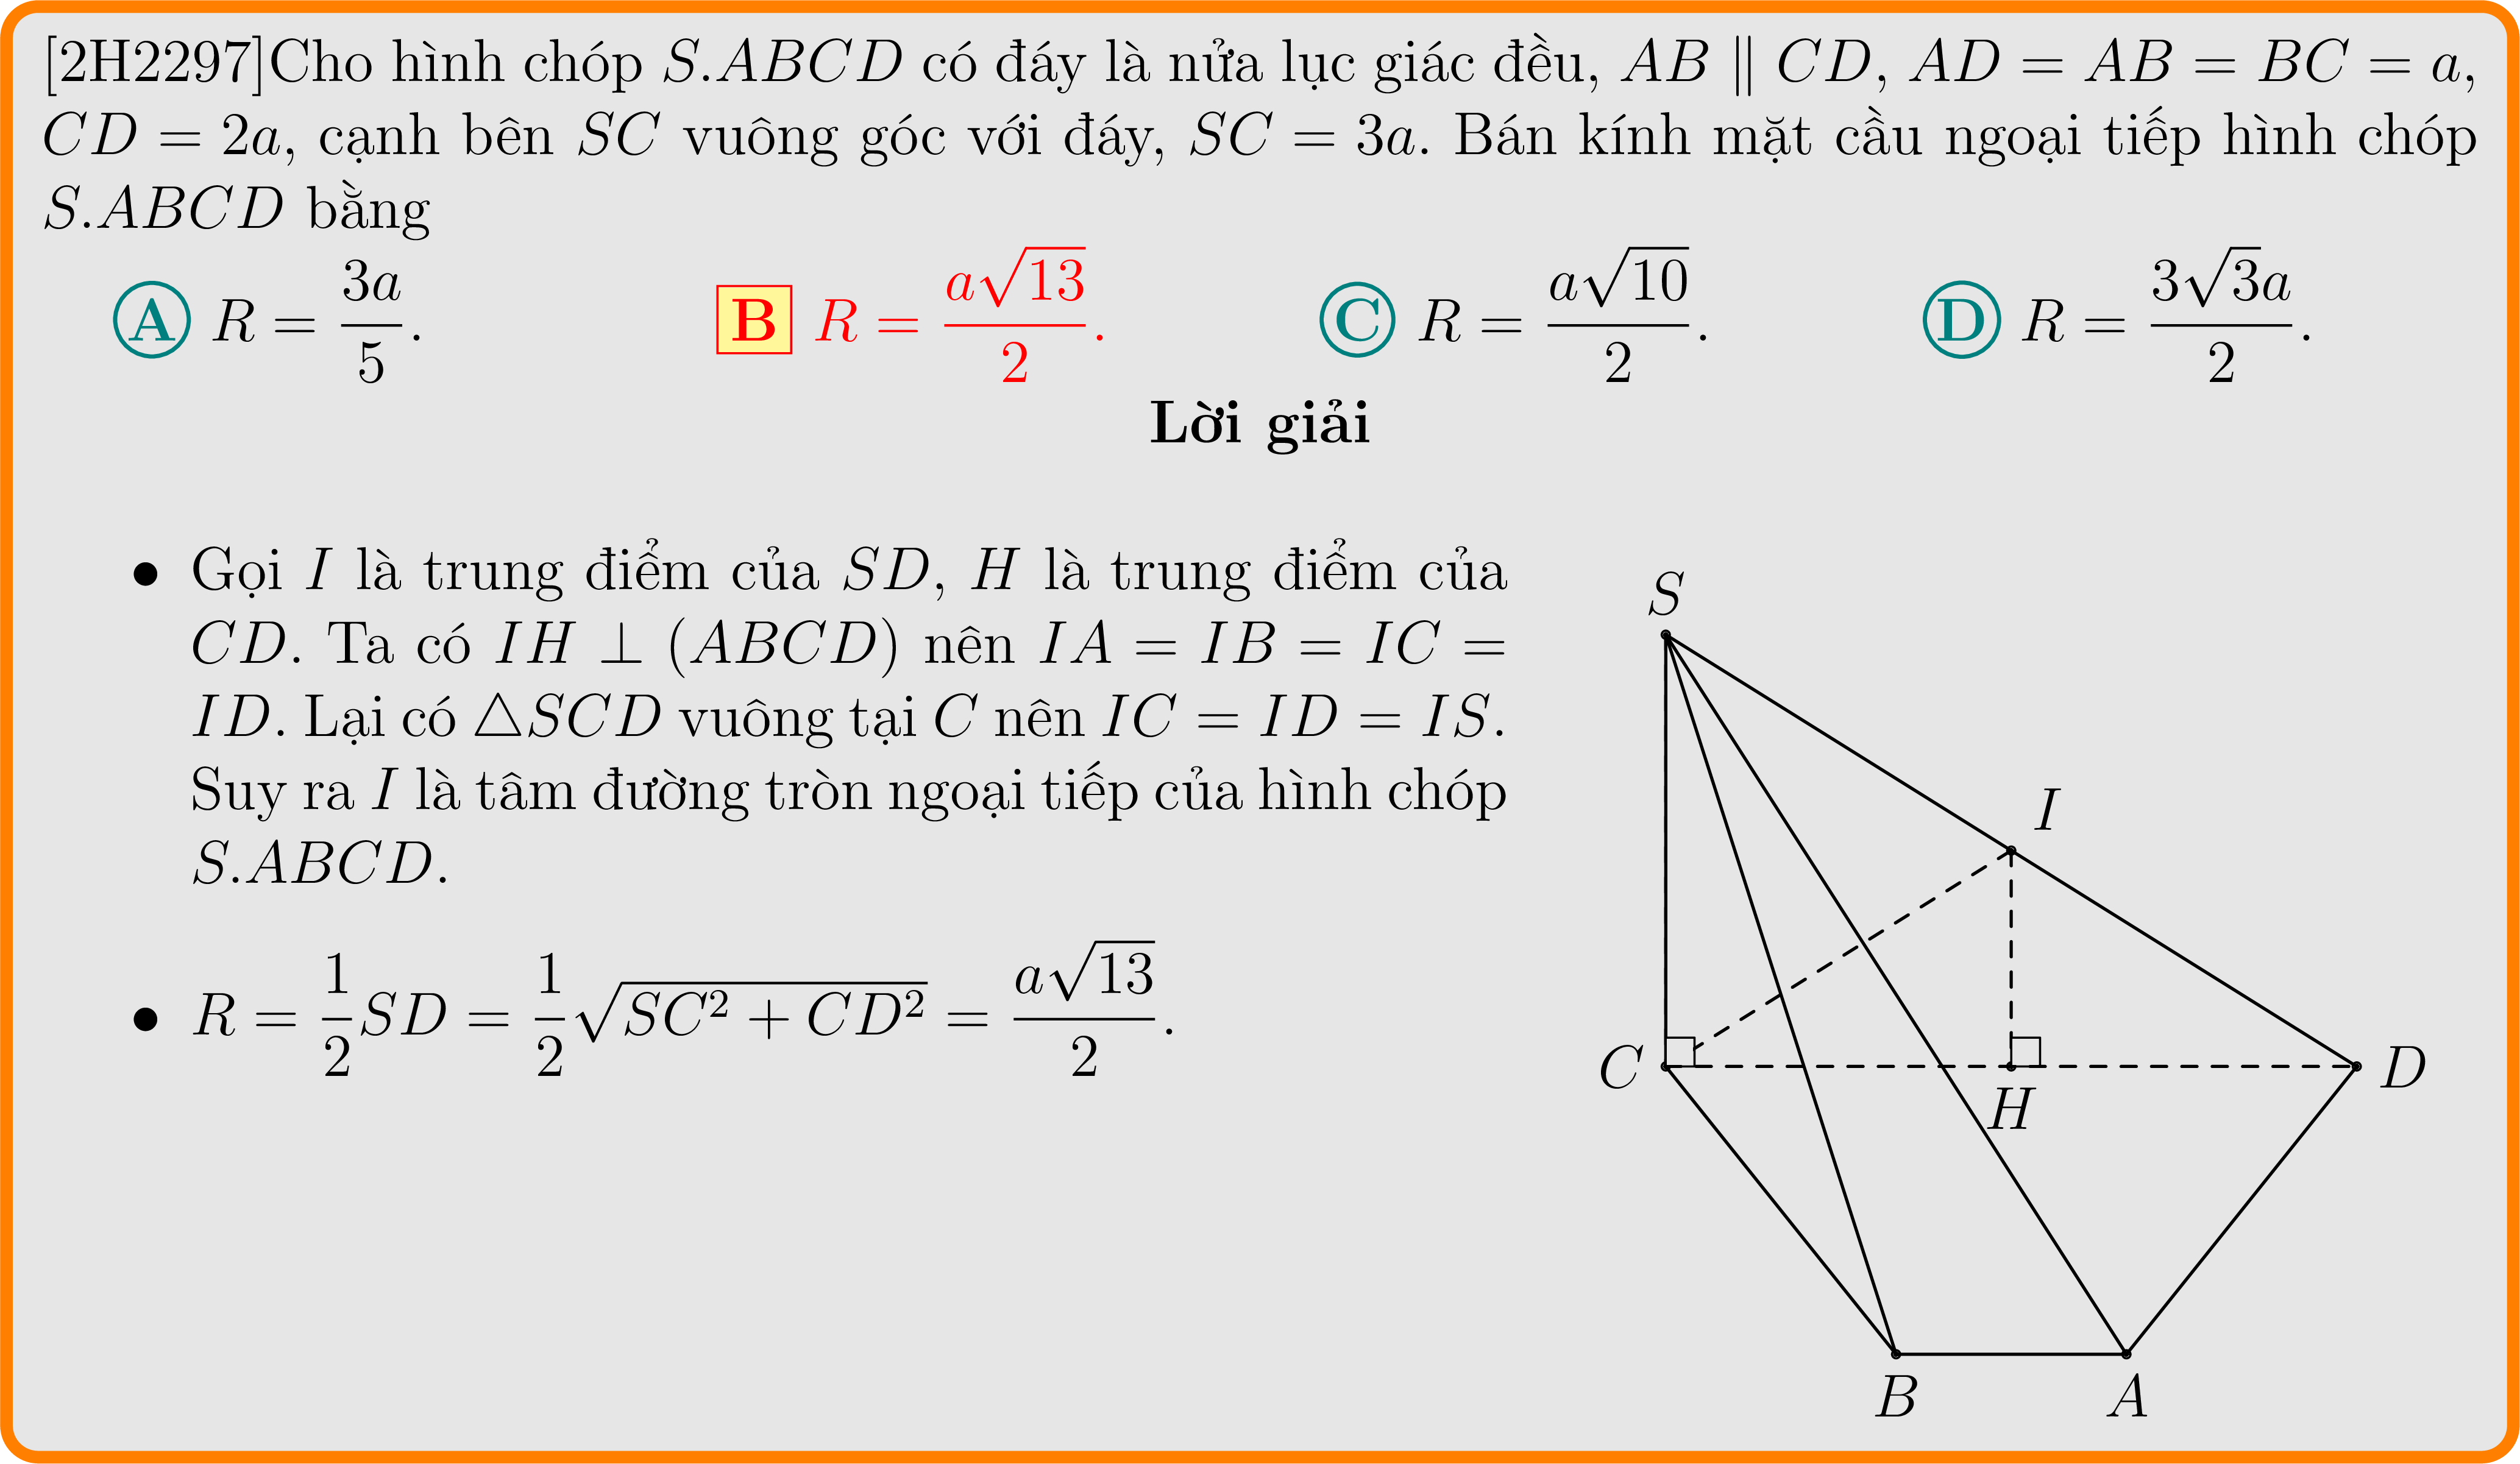 [2H2297]Cho hình chóp S.ABCD có đáy là nửa lục giác đều, AB ∥ CD, AD = AB = BC = a,
CD = 2a, cạnh bên SC vuông góc với đáy, SC = 3a. Bán kính mặt cầu ngoại tiếp hình chóp
S.ABCD bằng
A R = \frac{3a}{5}. B R = \frac{a\sqrt{13}}{2}. C R = \frac{a\sqrt{10}}{2}. D R = \frac{3\sqrt{3}a}{2}.
Lời giải
• Gọi I là trung điểm của SD, H là trung điểm của
CD. Ta có IH ⊥ (ABCD) nên IA = IB = IC =
ID. Lại có △SCD vuông tại C nên IC = ID = IS.
Suy ra I là tâm đường tròn ngoại tiếp của hình chóp
S.ABCD.
• R = \frac{1}{2}SD = \frac{1}{2}\sqrt{SC^2 + CD^2} = \frac{a\sqrt{13}}{2}.
S
I
C
D
H
B
A